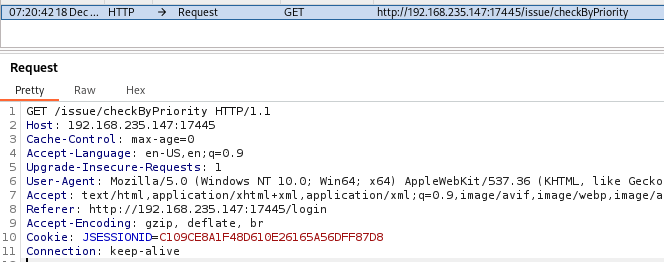 07:20:42 18 Dec ... HTTP → Request GET http://192.168.235.147:17445/issue/checkByPriority
Request
Pretty Raw Hex
1 GET /issue/checkByPriority HTTP/1.1
2 Host: 192.168.235.147:17445
3 Cache-Control: max-age=0
4 Accept-Language: en-US,en;q=0.9
5 Upgrade-Insecure-Requests: 1
6 User-Agent: Mozilla/5.0 (Windows NT 10.0; Win64; x64) AppleWebKit/537.36 (KHTML, like Gecko
7 Accept: text/html,application/xhtml+xml,application/xml;q=0.9,image/avif,image/webp,image/a
8 Referer: http://192.168.235.147:17445/login
9 Accept-Encoding: gzip, deflate, br
10 Cookie: JSESSIONID=C109CE8A1F48D610E26165A56DFF87D8
11 Connection: keep-alive